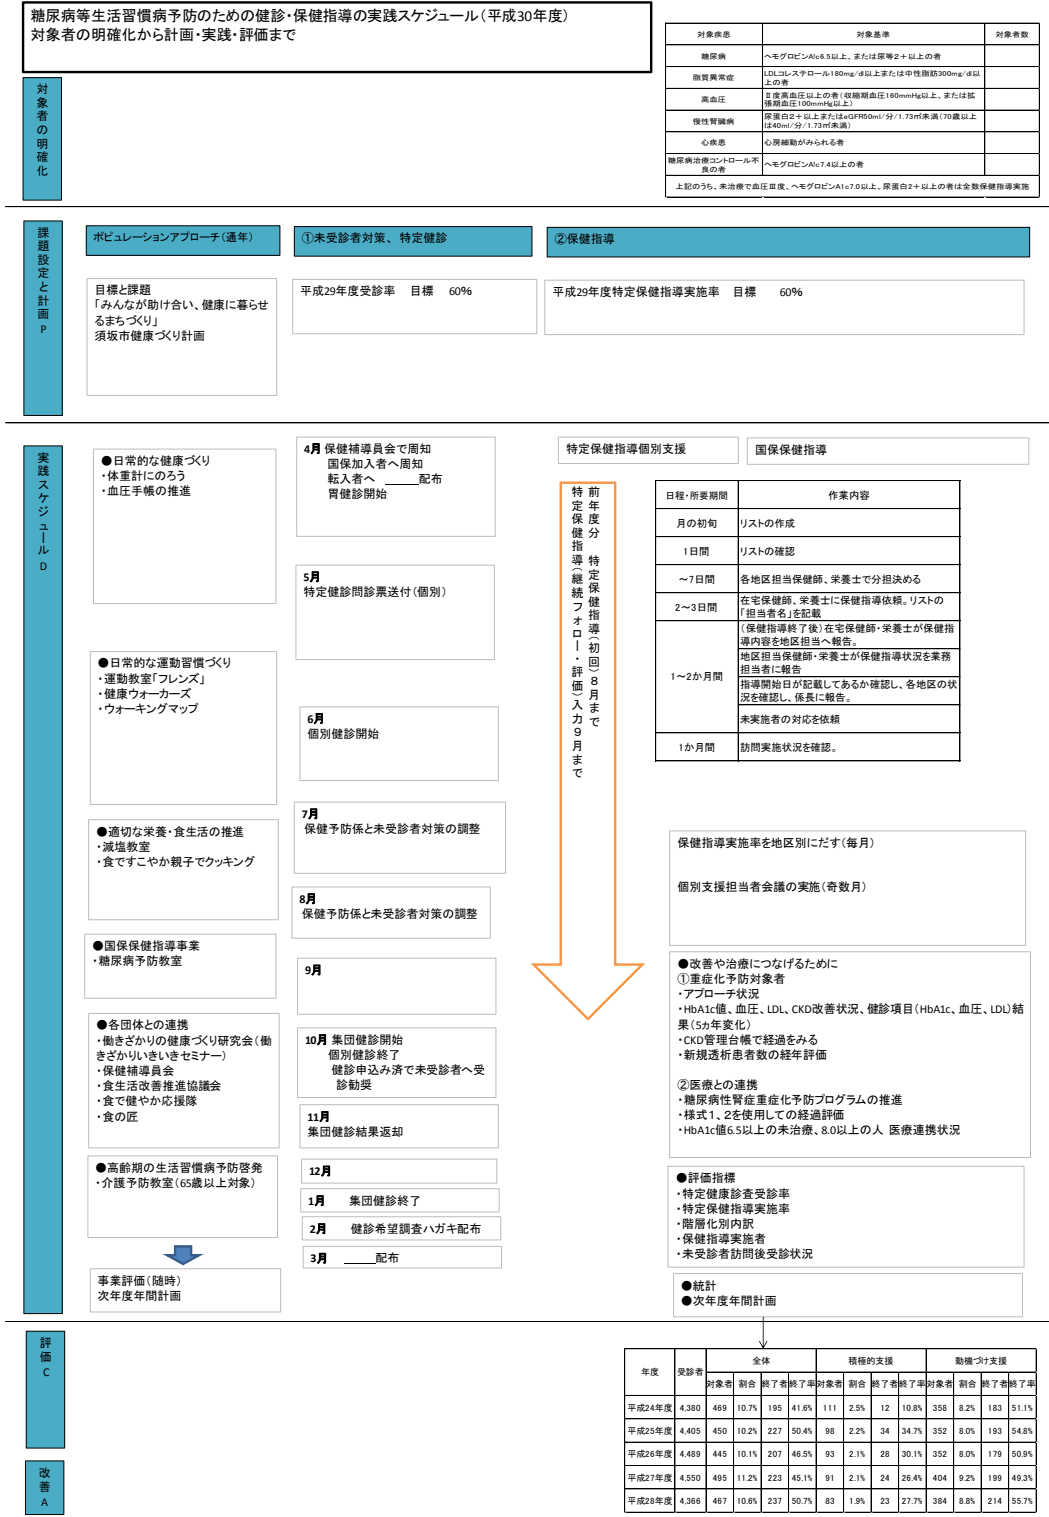 糖尿病等生活習慣病予防のための健診・保健指導の実践スケジュール（平成30年度）
対象者の明確化から計画・実践・評価まで
対象者の明確化
対象疾患 対象基準 対象者数
糖尿病 ヘモグロビンA1c6.5以上、または尿等2＋以上の者
脂質異常症 LDLコレステロール180mg/dl以上または中性脂肪300mg/dl以
上の者
高血圧 Ⅱ度高血圧以上の者（収縮期血圧160mmHg以上、または拡
張期血圧100mmHg以上）
慢性腎臓病 尿蛋白2＋以上またはeGFR50ml/分/1.73㎡未満（70歳以上
は40ml/分/1.73㎡未満）
心疾患 心房細動がみられる者
糖尿病治療コントロール不
良の者 ヘモグロビンA1c7.4以上の者
上記のうち、未治療で血圧Ⅲ度、ヘモグロビンA1c7.0以上、尿蛋白2＋以上の者は全数保健指導実施
課題設定と計画P
ポピュレーションアプローチ（通年）
目標と課題
「みんなが助け合い、健康に暮らせ
るまちづくり」
須坂市健康づくり計画
①未受診者対策、特定健診
平成29年度受診率　目標　60%
②保健指導
平成29年度特定保健指導実施率　目標　60%
実践スケジュールD
●日常的な健康づくり
・体重計にのろう
・血圧手帳の推進
●日常的な運動習慣づくり
・運動教室「フレンズ」
・健康ウォーカーズ
・ウォーキングマップ
●適切な栄養・食生活の推進
・減塩教室
・食ですこやか親子でクッキング
●国保保健指導事業
・糖尿病予防教室
●各団体との連携
・働きざかりの健康づくり研究会（働
きざかりいきいきセミナー）
・保健補導員会
・食生活改善推進協議会
・食で健やか応援隊
・食の匠
●高齢期の生活習慣病予防啓発
・介護予防教室（65歳以上対象）
事業評価（随時）
次年度年間計画
4月 保健補導員会で周知
国保加入者へ周知
転入者へ ＿＿＿配布
胃健診開始
5月
特定健診問診票送付（個別）
6月
個別健診開始
7月
保健予防係と未受診者対策の調整
8月
保健予防係と未受診者対策の調整
9月
10月 集団健診開始
個別健診終了
健診申込み済で未受診者へ受
診勧奨
11月
集団健診結果返却
12月
1月　集団健診終了
2月　健診希望調査ハガキ配布
3月　＿＿＿配布
特定保健指導個別支援
前年度分　特定保健指導（初回）８月まで
特定保健指導（継続フォロー・評価）入力９月まで
国保保健指導
日程・所要期間 作業内容
月の初旬 リストの作成
1日間 リストの確認
～7日間 各地区担当保健師、栄養士で分担決める
2～3日間 在宅保健師、栄養士に保健指導依頼。リストの
「担当者名」を記載
1～2か月間 （保健指導終了後）在宅保健師・栄養士が保健指
導内容を地区担当へ報告。
地区担当保健師・栄養士が保健指導状況を業務
担当者に報告
指導開始日が記載してあるか確認し、各地区の状
況を確認し、係長に報告。
未実施者の対応を依頼
1か月間 訪問実施状況を確認。
保健指導実施率を地区別にだす（毎月）
個別支援担当者会議の実施（奇数月）
●改善や治療につなげるために
①重症化予防対象者
・アプローチ状況
・HbA1c値、血圧、LDL、CKD改善状況、健診項目（HbA1c、血圧、LDL）結
果（5ヵ年変化）
・CKD管理台帳で経過をみる
・新規透析患者数の経年評価
②医療との連携
・糖尿病性腎症重症化予防プログラムの推進
・様式１、２を使用しての経過評価
・HbA1c値6.5以上の未治療、8.0以上の人 医療連携状況
●評価指標
・特定健康診査受診率
・特定保健指導実施率
・階層化別内訳
・保健指導実施者
・未受診者訪問後受診状況
●統計
●次年度年間計画
評価C
年度 受診者 全体 積極的支援 動機づけ支援
対象者 割合 終了者 終了率 対象者 割合 終了者 終了率 対象者 割合 終了者 終了率
平成24年度 4,380 469 10.7% 195 41.6% 111 2.5% 12 10.8% 358 8.2% 183 51.1%
平成25年度 4,405 450 10.2% 227 50.4% 98 2.2% 34 34.7% 352 8.0% 193 54.8%
平成26年度 4,489 445 10.1% 207 46.5% 93 2.1% 28 30.1% 352 8.0% 179 50.9%
平成27年度 4,550 495 11.2% 223 45.1% 91 2.1% 24 26.4% 404 9.2% 199 49.3%
平成28年度 4,366 467 10.6% 237 50.7% 83 1.9% 23 27.7% 384 8.8% 214 55.7%
改善A